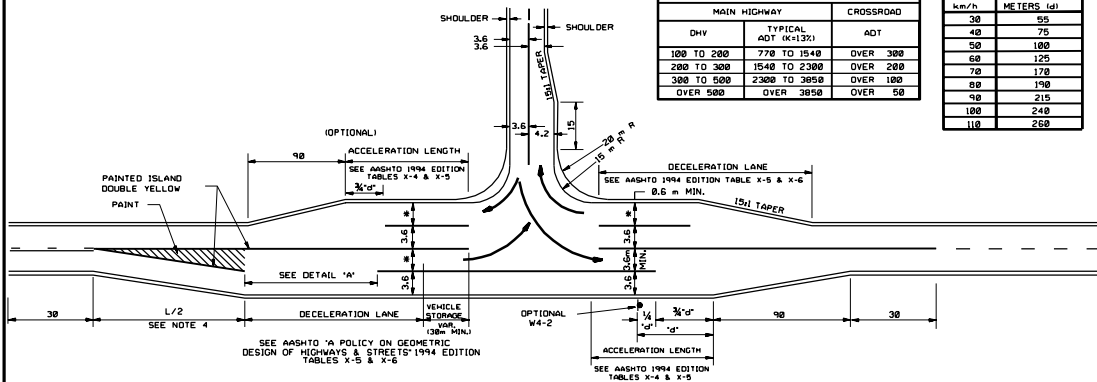 MAIN HIGHWAY CROSSROAD
DHV TYPICAL ADT (K=13%) ADT
100 TO 200 770 TO 1540 OVER 300
200 TO 300 1540 TO 2300 OVER 200
300 TO 500 2300 TO 3850 OVER 100
OVER 500 OVER 3850 OVER 50
km/h METERS (d)
30 55
40 75
50 100
60 125
70 170
80 190
90 215
100 240
110 260
SHOULDER
SHOULDER
3.6
3.6
15:1 TAPER
3.6
4.2
15
20 m R
15 m R
(OPTIONAL)
90
ACCELERATION LENGTH
SEE AASHTO 1994 EDITION
TABLES X-4 & X-5
¾"d"
DECELERATION LANE
SEE AASHTO 1994 EDITION TABLE X-5 & X-6
0.6 m MIN.
15:1 TAPER
PAINTED ISLAND
DOUBLE YELLOW
PAINT
*
3.6
*
3.6
*
3.6
3.6m
MIN.
3.6
SEE DETAIL "A"
30
L/2
SEE NOTE 4
DECELERATION LANE
VEHICLE
STORAGE
VAR.
(30m MIN.)
SEE AASHTO "A POLICY ON GEOMETRIC
DESIGN OF HIGHWAYS & STREETS" 1994 EDITION
TABLES X-5 & X-6
OPTIONAL
W4-2
¼
"d"
¾"d"
"d"
90
30
ACCELERATION LENGTH
SEE AASHTO 1994 EDITION
TABLES X-4 & X-5